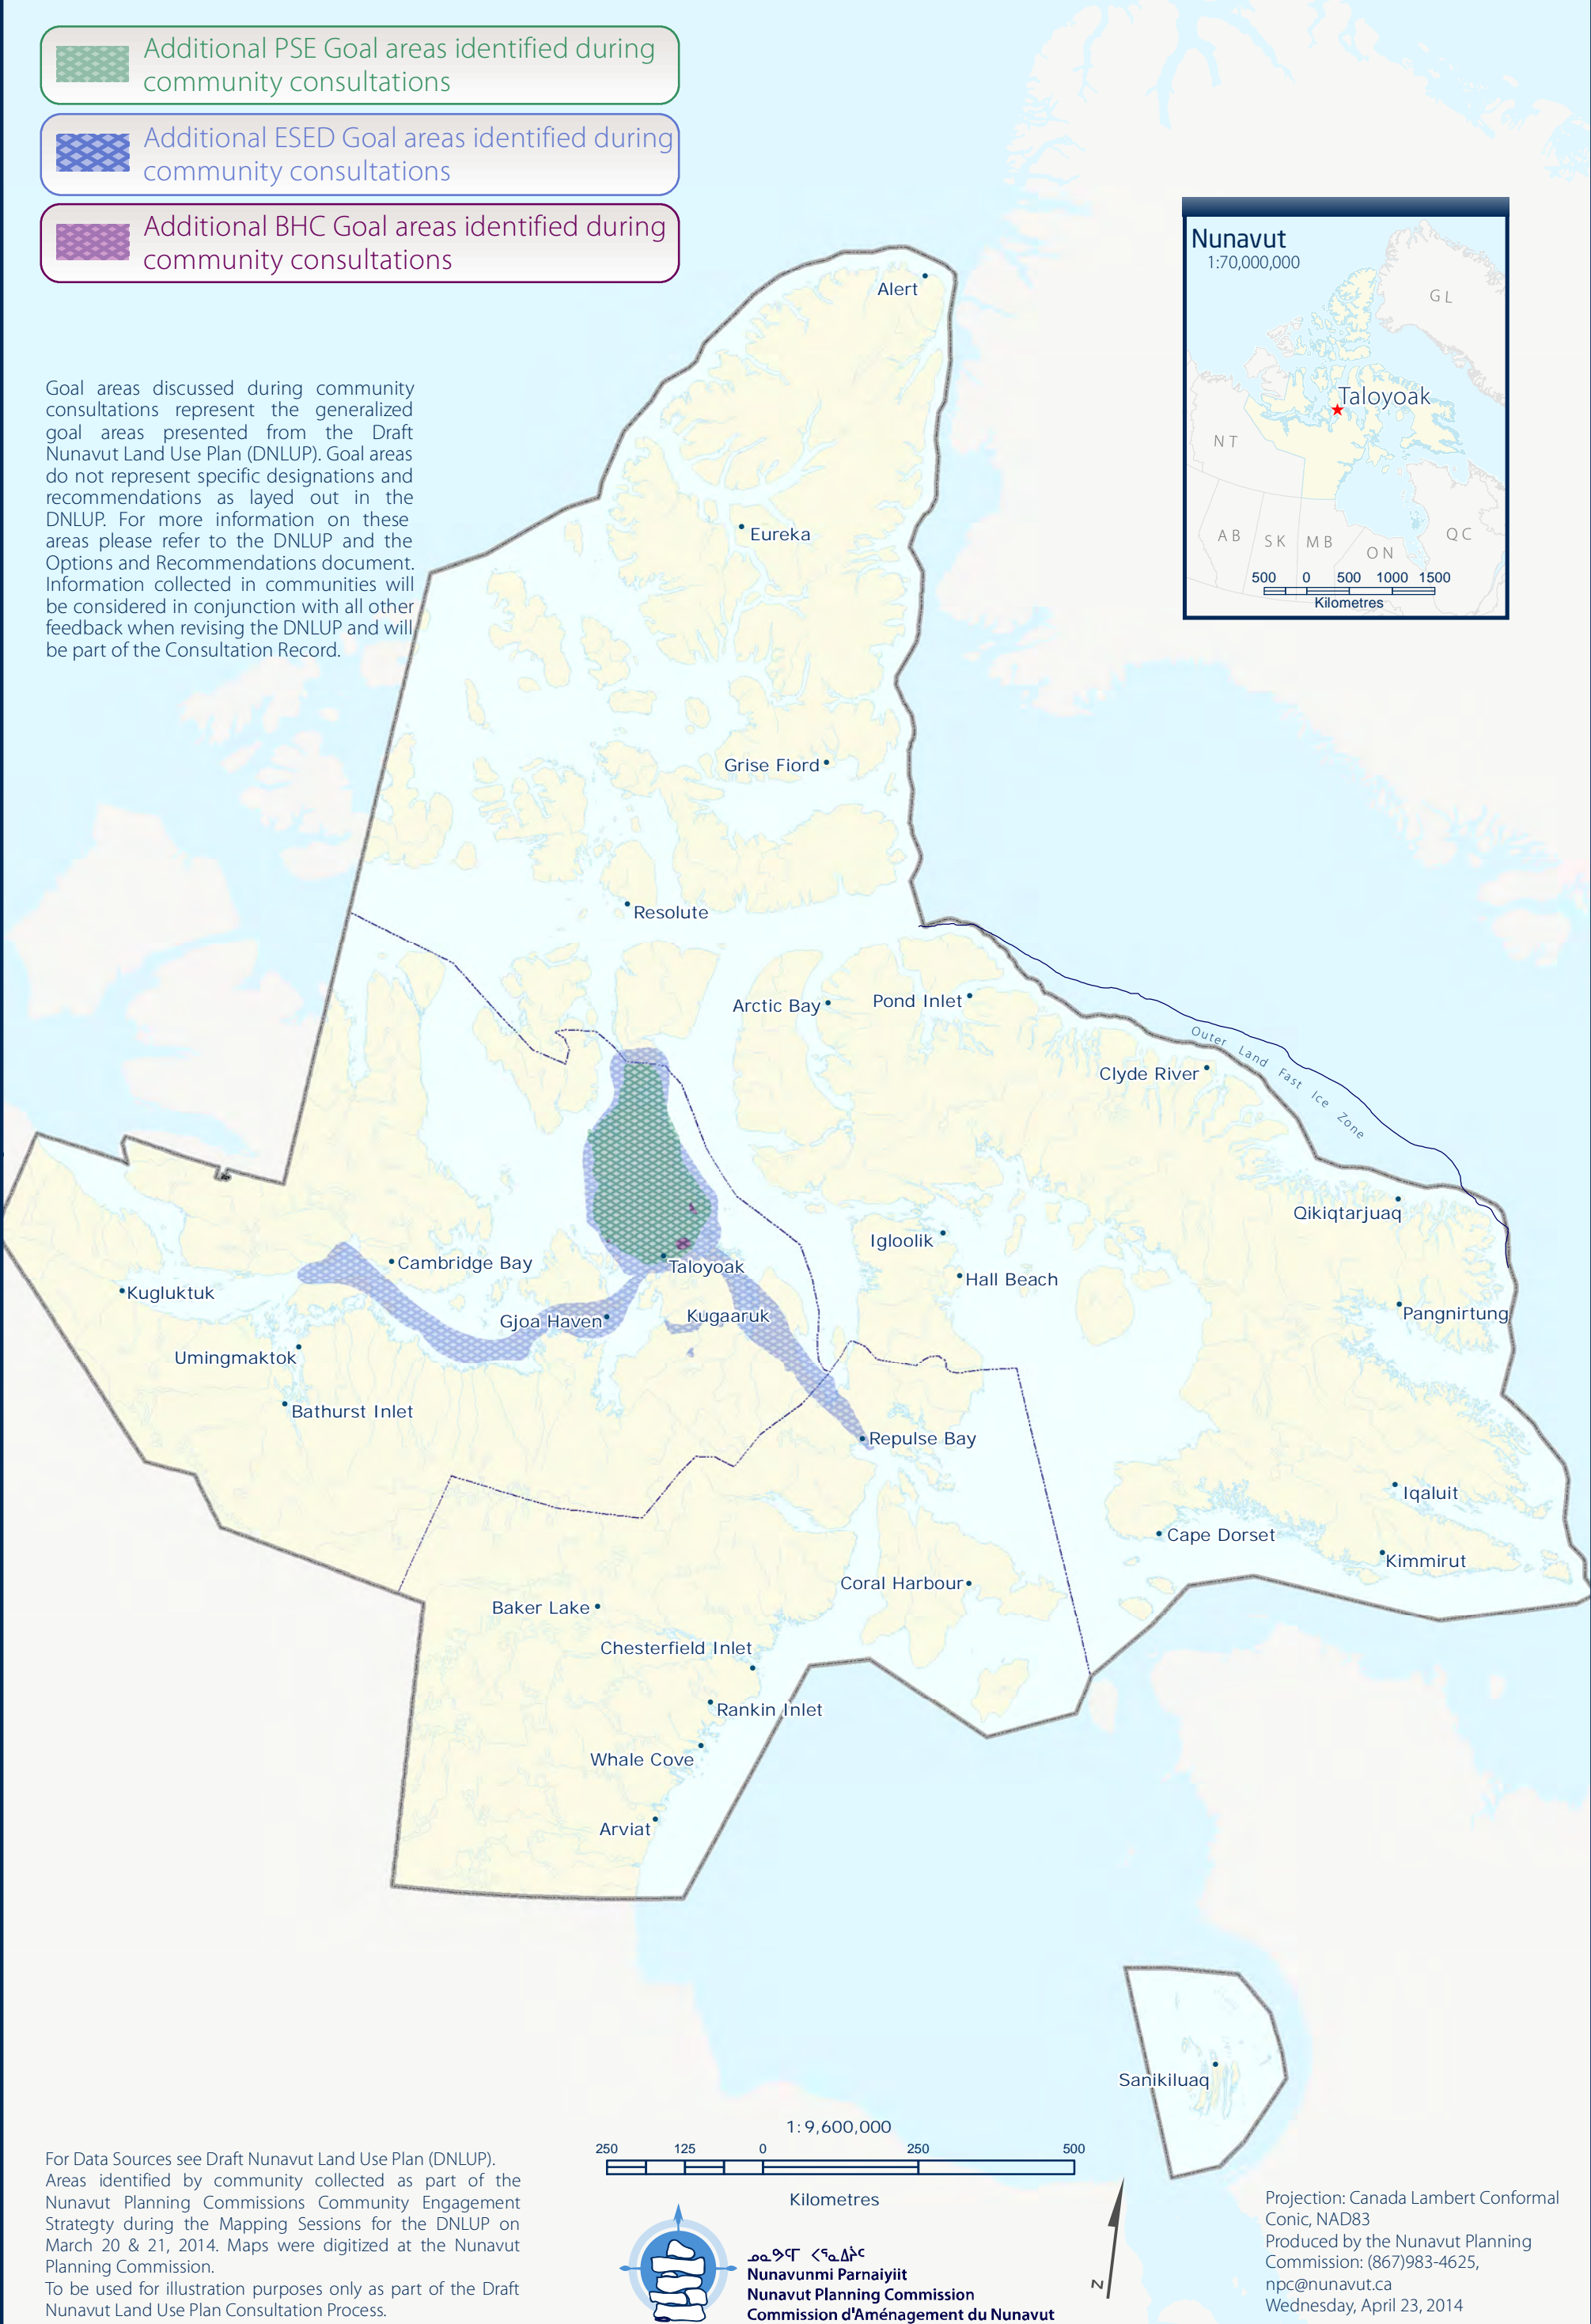 Additional PSE Goal areas identified during
community consultations
Additional ESED Goal areas identified during
community consultations
Additional BHC Goal areas identified during
community consultations
Goal areas discussed during community
consultations represent the generalized
goal areas presented from the Draft
Nunavut Land Use Plan (DNLUP). Goal areas
do not represent specific designations and
recommendations as layed out in the
DNLUP. For more information on these
areas please refer to the DNLUP and the
Options and Recommendations document.
Information collected in communities will
be considered in conjunction with all other
feedback when revising the DNLUP and will
be part of the Consultation Record.
Nunavut
1:70,000,000
GL
Taloyoak
NT
AB
SK
MB
ON
QC
500 0 500 1000 1500
Kilometres
Alert
Eureka
Grise Fiord
Resolute
Arctic Bay
Pond Inlet
Clyde River
Outer Land Fast Ice Zone
Qikiqtarjuaq
Igloolik
Hall Beach
Pangnirtung
Cambridge Bay
Taloyoak
Kugluktuk
Gjoa Haven
Kugaaruk
Umingmaktok
Bathurst Inlet
Repulse Bay
Iqaluit
Cape Dorset
Kimmirut
Coral Harbour
Baker Lake
Chesterfield Inlet
Rankin Inlet
Whale Cove
Arviat
Sanikiluaq
1:9,600,000
250 125 0 250 500
Kilometres
For Data Sources see Draft Nunavut Land Use Plan (DNLUP).
Areas identified by community collected as part of the
Nunavut Planning Commissions Community Engagement
Strategty during the Mapping Sessions for the DNLUP on
March 20 & 21, 2014. Maps were digitized at the Nunavut
Planning Commission.
To be used for illustration purposes only as part of the Draft
Nunavut Land Use Plan Consultation Process.
ᓄᓇᕗᒻᒥ ᐸᕐᓇᐃᔩᑦ
Nunavunmi Parnaiyiit
Nunavut Planning Commission
Commission d'Aménagement du Nunavut
N
Projection: Canada Lambert Conformal
Conic, NAD83
Produced by the Nunavut Planning
Commission: (867)983-4625,
npc@nunavut.ca
Wednesday, April 23, 2014